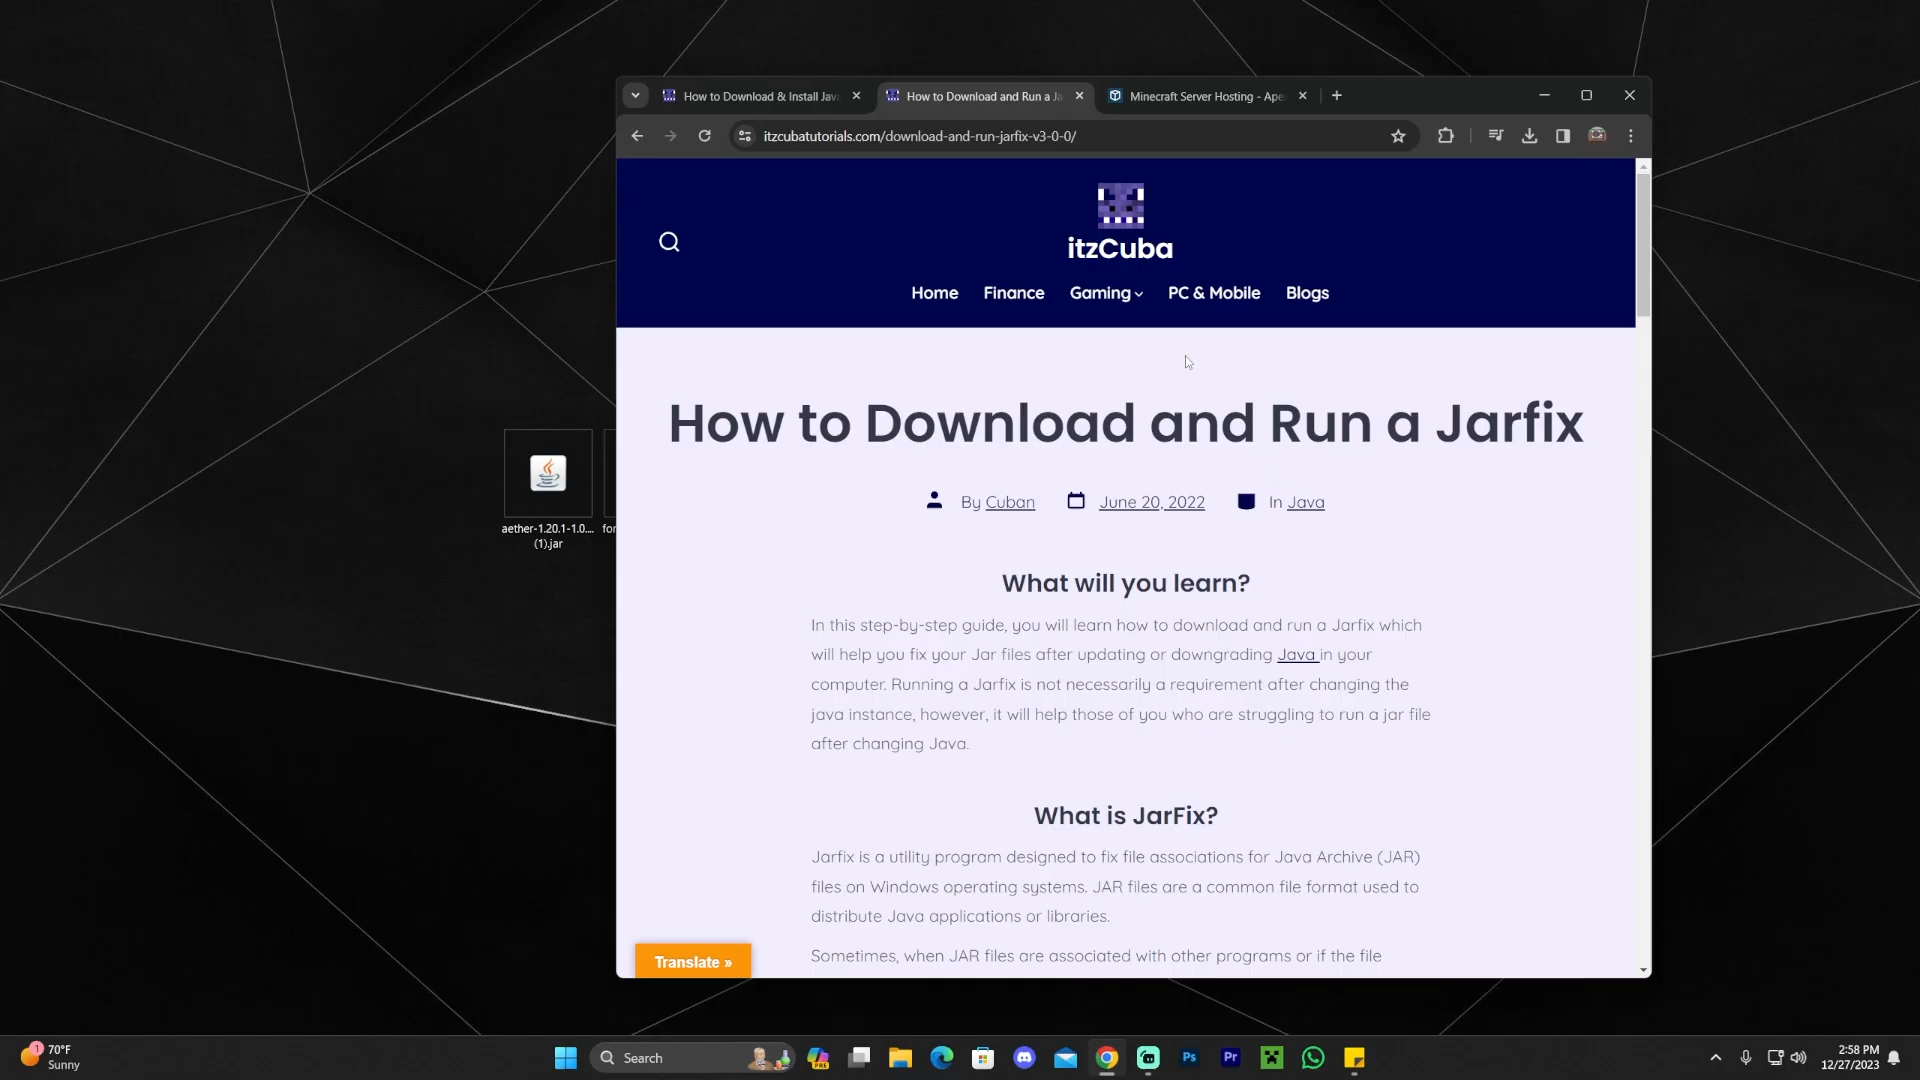 How to Download & Install Jav
How to Download and Run a Ja
Minecraft Server Hosting - Ape
itzcubatutorials.com/download-and-run-jarfix-v3-0-0/
itzCuba
Home Finance Gaming PC & Mobile Blogs
How to Download and Run a Jarfix
By Cuban June 20, 2022 In Java
What will you learn?
In this step-by-step guide, you will learn how to download and run a Jarfix which
will help you fix your Jar files after updating or downgrading Java in your
computer. Running a Jarfix is not necessarily a requirement after changing the
java instance, however, it will help those of you who are struggling to run a jar file
after changing Java.
What is JarFix?
Jarfix is a utility program designed to fix file associations for Java Archive (JAR)
files on Windows operating systems. JAR files are a common file format used to
distribute Java applications or libraries.
Sometimes, when JAR files are associated with other programs or if the file
Translate »
aether-1.20.1-1.0.... for
(1).jar
1
70°F
Sunny
Search
PRE
Ps
Pr
2:58 PM
12/27/2023